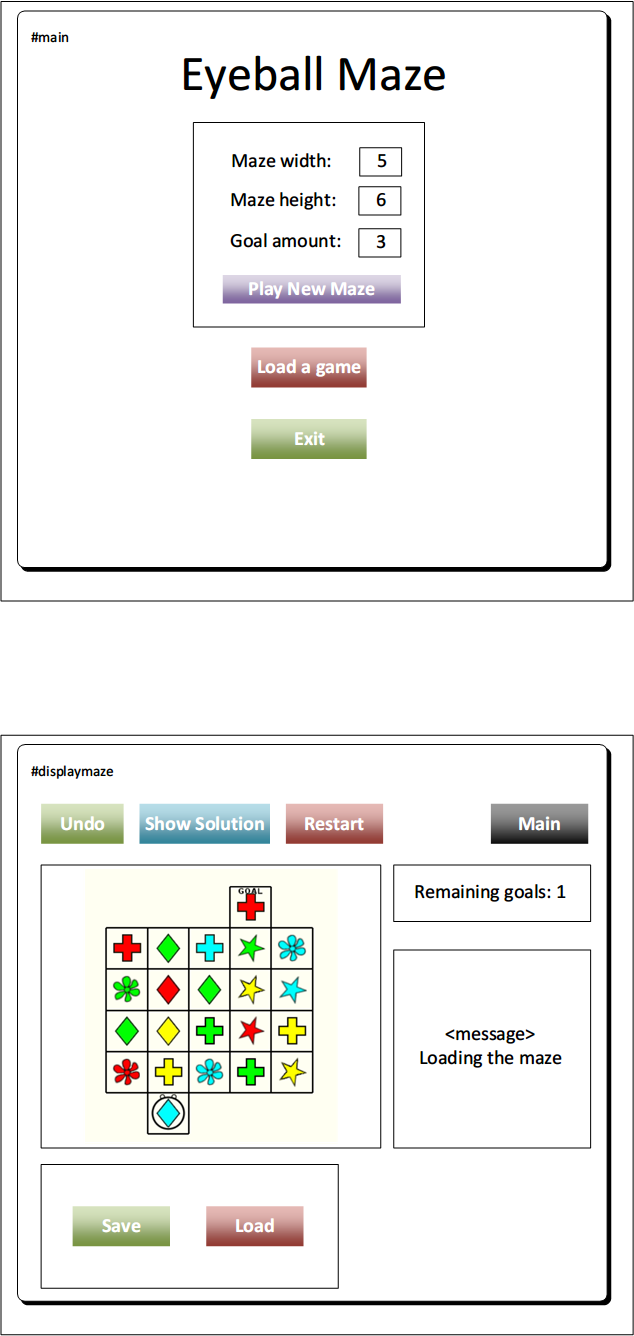 #main
Eyeball Maze
Maze width: 5
Maze height: 6
Goal amount: 3
Play New Maze
Load a game
Exit
#displaymaze
Undo Show Solution Restart Main
GOAL
Remaining goals: 1
<message>
Loading the maze
Save Load